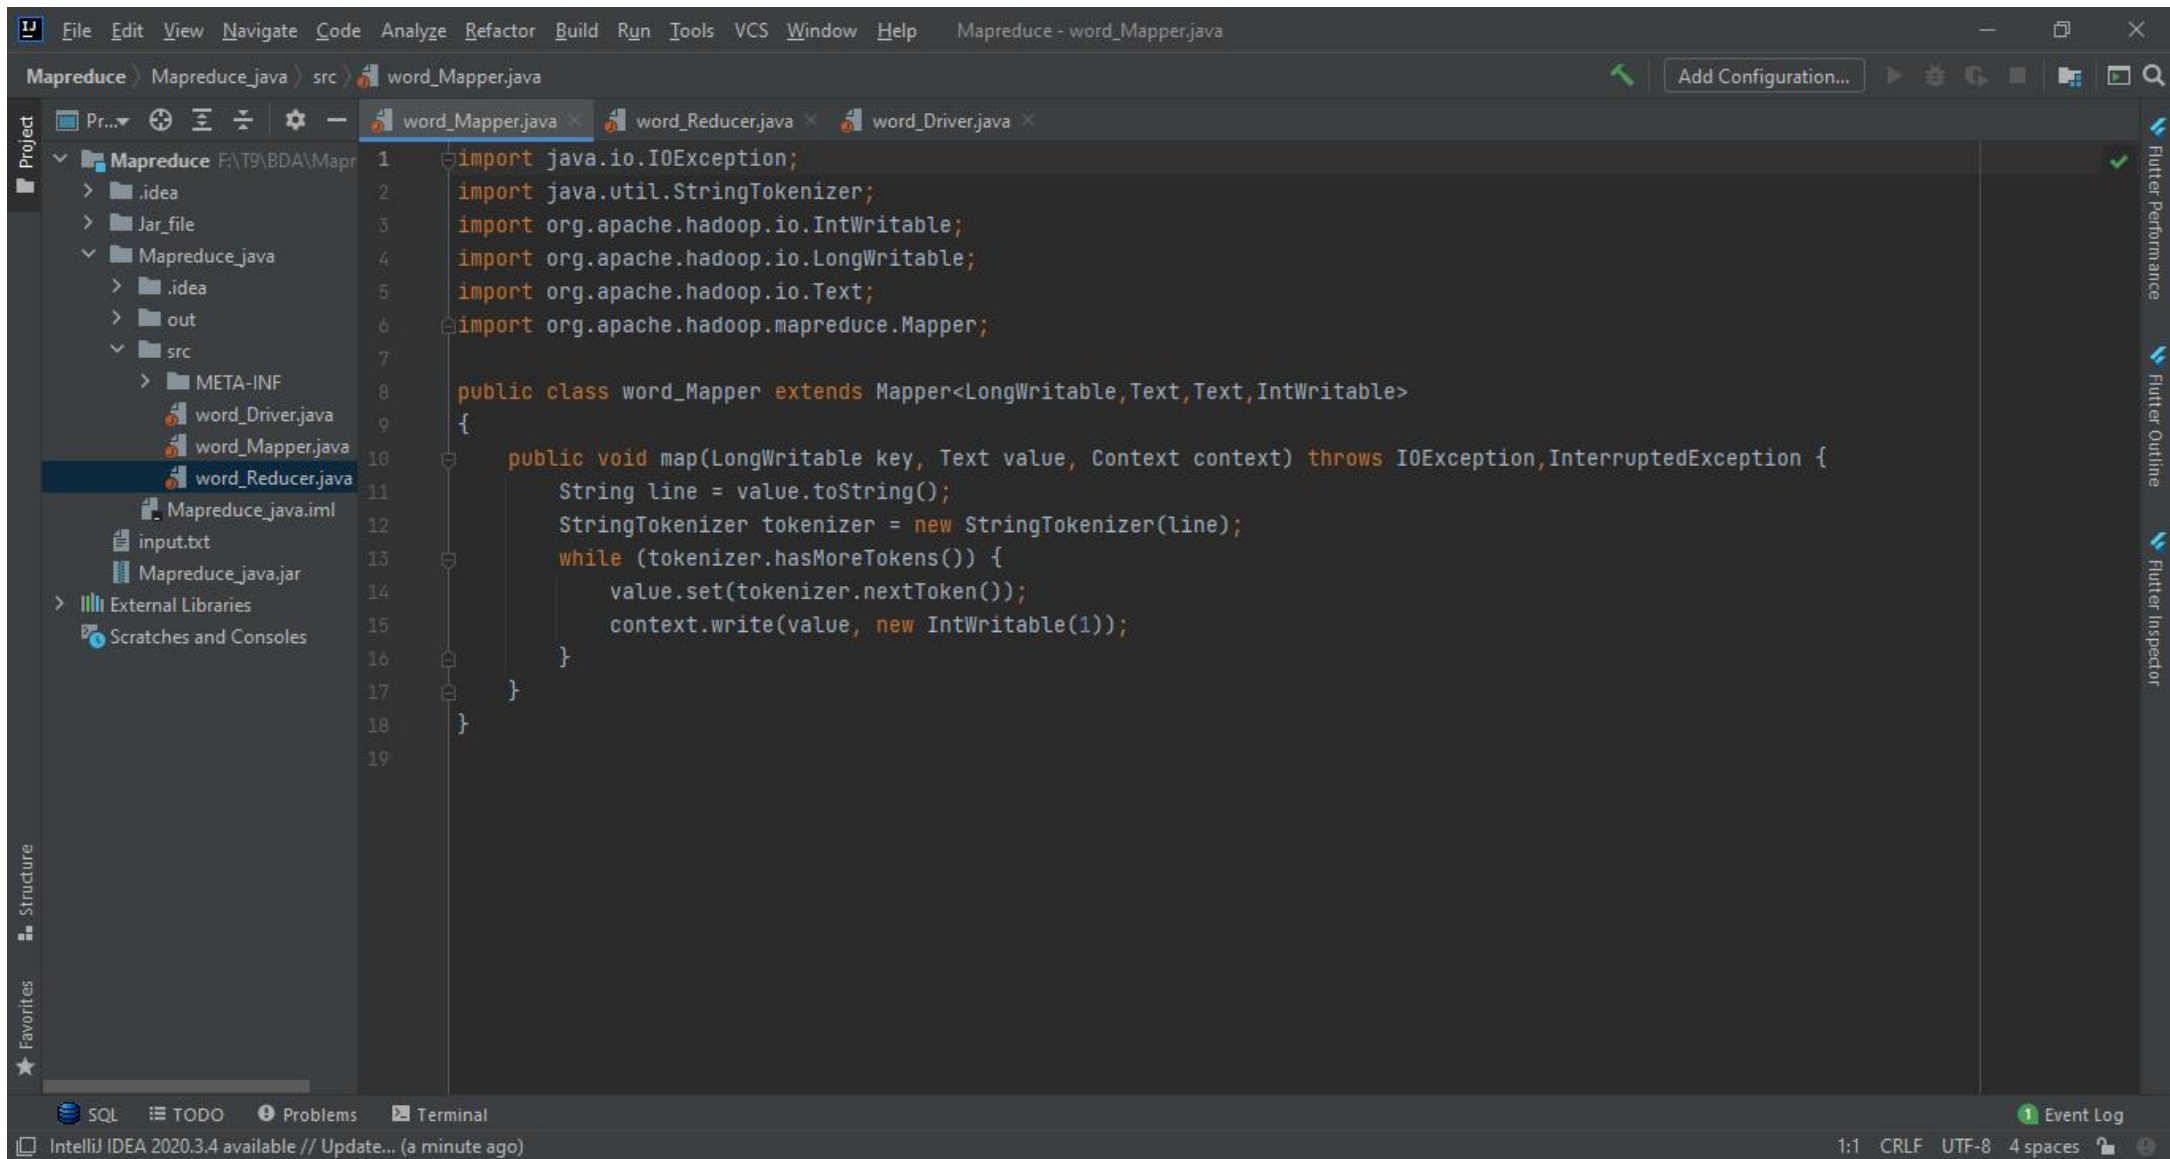 File Edit View Navigate Code Analyze Refactor Build Run Tools VCS Window Help Mapreduce - word_Mapper.java
Mapreduce Mapreduce_java src word_Mapper.java Add Configuration...
Project
Pr... word_Mapper.java word_Reducer.java word_Driver.java
Mapreduce F:\T9\BDA\Mapr
.idea
Jar_file
Mapreduce_java
.idea
out
src
META-INF
word_Driver.java
word_Mapper.java
word_Reducer.java
Mapreduce_java.iml
input.txt
Mapreduce_java.jar
External Libraries
Scratches and Consoles
Structure
Favorites
1 import java.io.IOException;
2 import java.util.StringTokenizer;
3 import org.apache.hadoop.io.IntWritable;
4 import org.apache.hadoop.io.LongWritable;
5 import org.apache.hadoop.io.Text;
6 import org.apache.hadoop.mapreduce.Mapper;
7
8 public class word_Mapper extends Mapper<LongWritable,Text,Text,IntWritable>
9 {
10     public void map(LongWritable key, Text value, Context context) throws IOException,InterruptedException {
11         String line = value.toString();
12         StringTokenizer tokenizer = new StringTokenizer(line);
13         while (tokenizer.hasMoreTokens()) {
14             value.set(tokenizer.nextToken());
15             context.write(value, new IntWritable(1));
16         }
17     }
18 }
19
Flutter Performance
Flutter Outline
Flutter Inspector
SQL TODO Problems Terminal 1 Event Log
IntelliJ IDEA 2020.3.4 available // Update... (a minute ago) 1:1 CRLF UTF-8 4 spaces